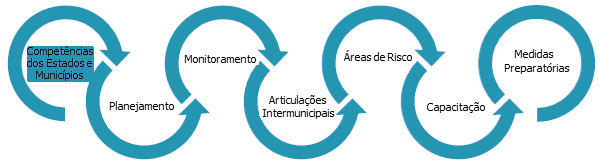 Competências
dos Estados e
Municípios
Planejamento
Monitoramento
Articulações
Intermunicipais
Áreas de Risco
Capacitação
Medidas
Preparatórias